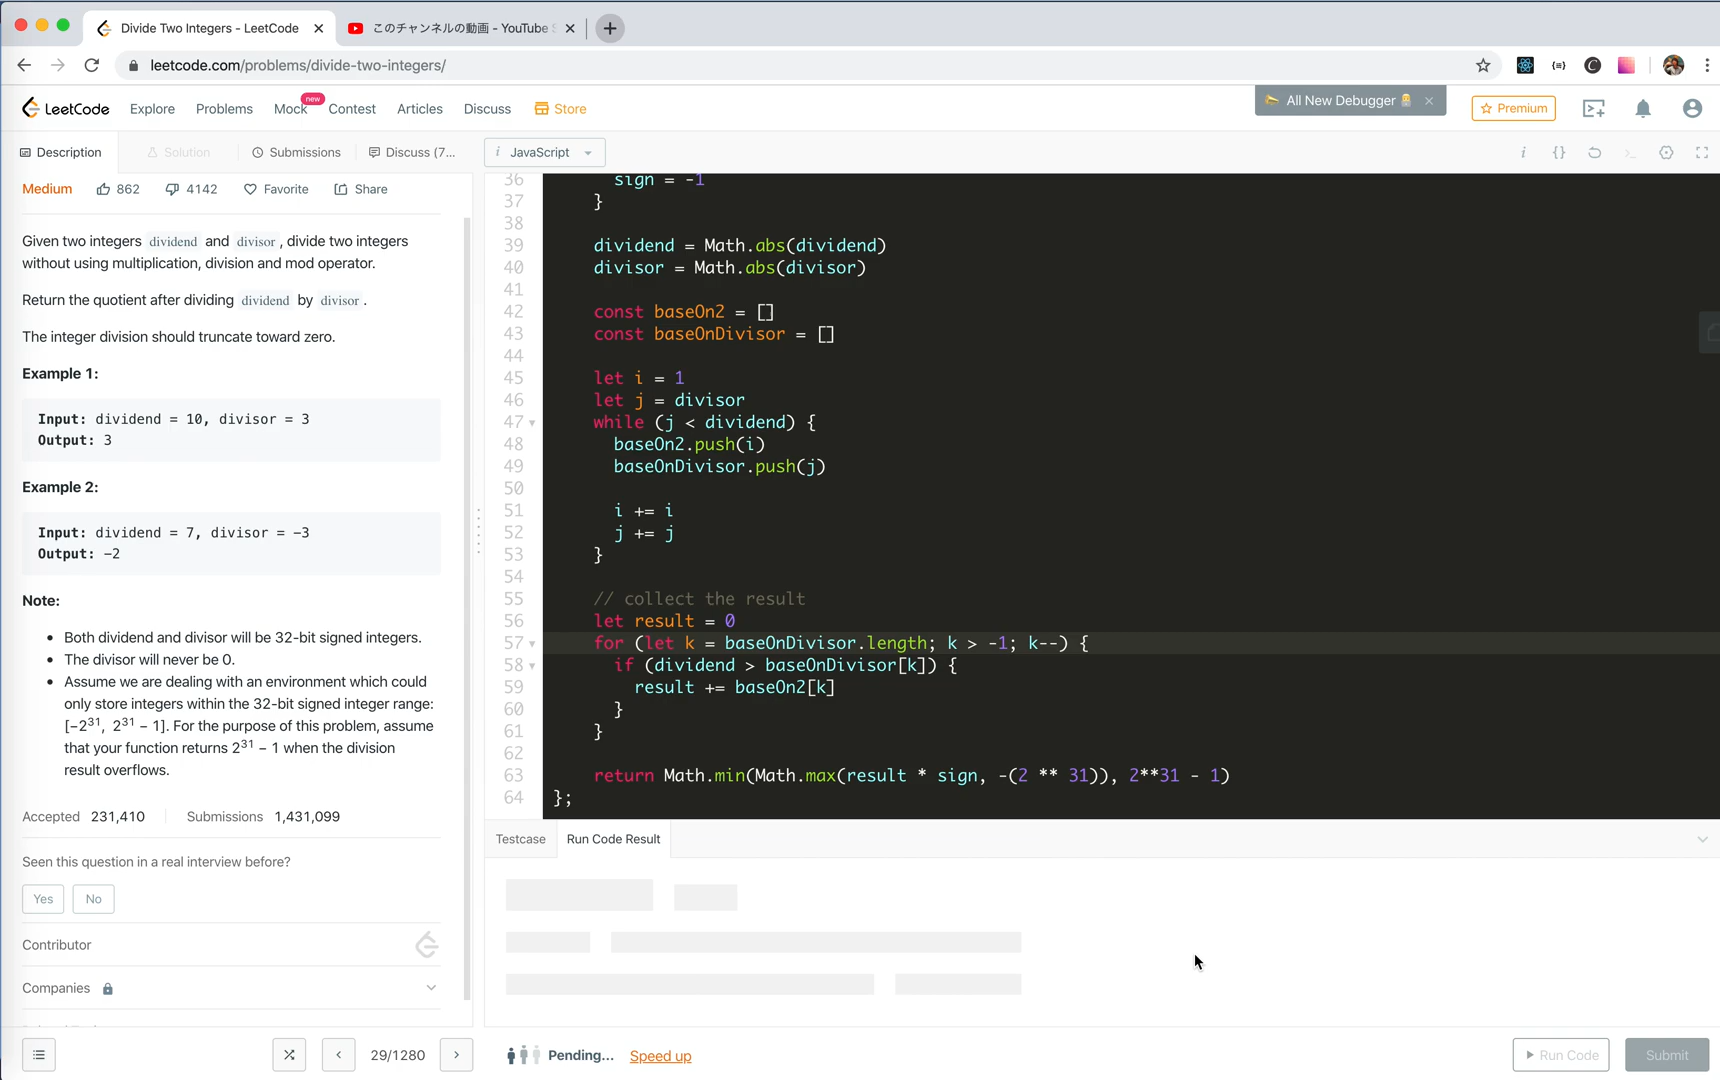 Divide Two Integers - LeetCode
このチャンネルの動画 - YouTube S
leetcode.com/problems/divide-two-integers/
LeetCode Explore Problems Mock new Contest Articles Discuss Store All New Debugger Premium
Description Solution Submissions Discuss (7... i JavaScript
Medium 862 4142 Favorite Share
Given two integers dividend and divisor , divide two integers
without using multiplication, division and mod operator.
Return the quotient after dividing dividend by divisor .
The integer division should truncate toward zero.
Example 1:
Input: dividend = 10, divisor = 3
Output: 3
Example 2:
Input: dividend = 7, divisor = -3
Output: -2
Note:
• Both dividend and divisor will be 32-bit signed integers.
• The divisor will never be 0.
• Assume we are dealing with an environment which could
only store integers within the 32-bit signed integer range:
[−2³¹, 2³¹ − 1]. For the purpose of this problem, assume
that your function returns 2³¹ − 1 when the division
result overflows.
Accepted 231,410 Submissions 1,431,099
Seen this question in a real interview before?
Yes No
Contributor
Companies
29/1280
36 sign = -1
37 }
38
39 dividend = Math.abs(dividend)
40 divisor = Math.abs(divisor)
41
42 const baseOn2 = []
43 const baseOnDivisor = []
44
45 let i = 1
46 let j = divisor
47 while (j < dividend) {
48 baseOn2.push(i)
49 baseOnDivisor.push(j)
50
51 i += i
52 j += j
53 }
54
55 // collect the result
56 let result = 0
57 for (let k = baseOnDivisor.length; k > -1; k--) {
58 if (dividend > baseOnDivisor[k]) {
59 result += baseOn2[k]
60 }
61 }
62
63 return Math.min(Math.max(result * sign, -(2 ** 31)), 2**31 - 1)
64 };
Testcase Run Code Result
Pending... Speed up Run Code Submit